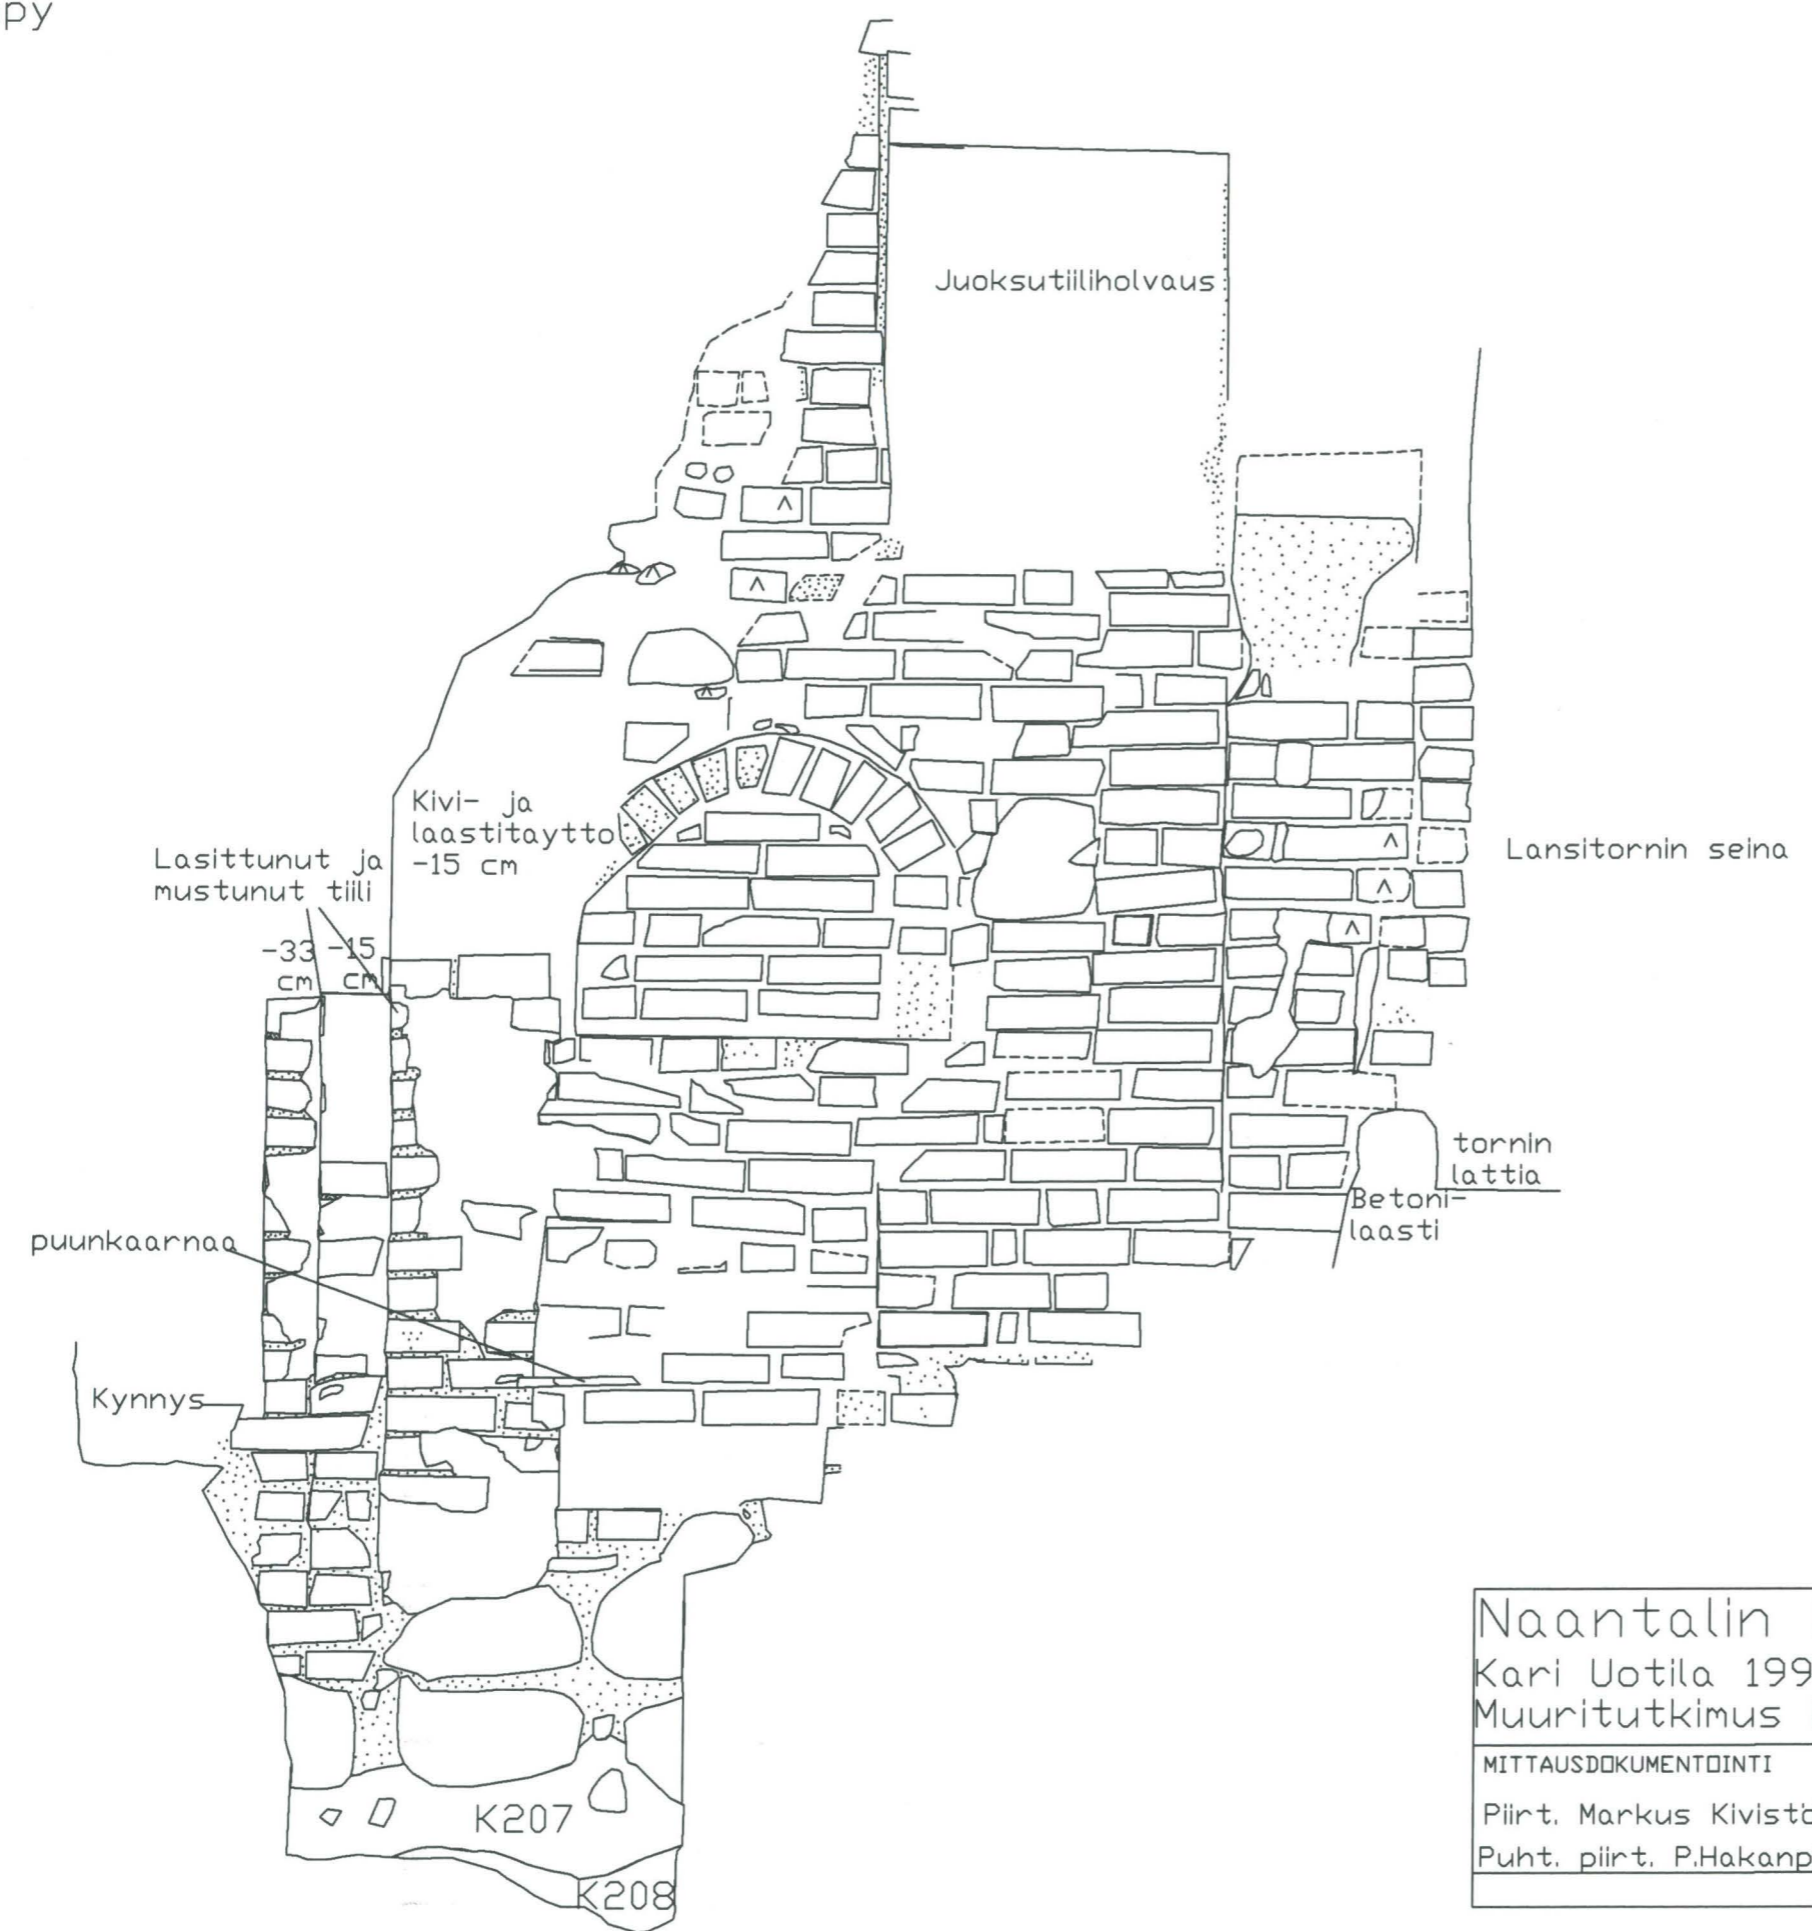 py
Juoksutiiliholvaus
Kivi- ja
laastitaytto
-15 cm
Lasittunut ja
mustunut tiili
-33 -15
cm cm
Lansitornin seina
tornin
lattia
Betoni-
laasti
puunkaarnaa
Kynnys
K207
K208
Naantalin
Kari Uotila 199
Muuritutkimus
MITTAUSDOKUMENTOINTI
Piirt. Markus Kivistö
Puht. piirt. P.Hakanp